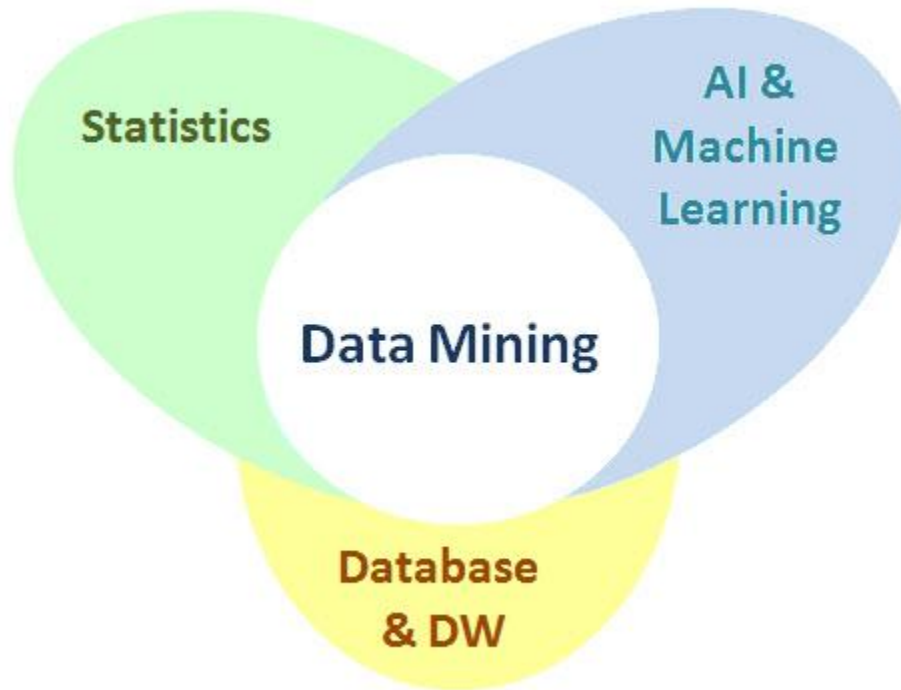 Statistics
AI &
Machine
Learning
Data Mining
Database
& DW